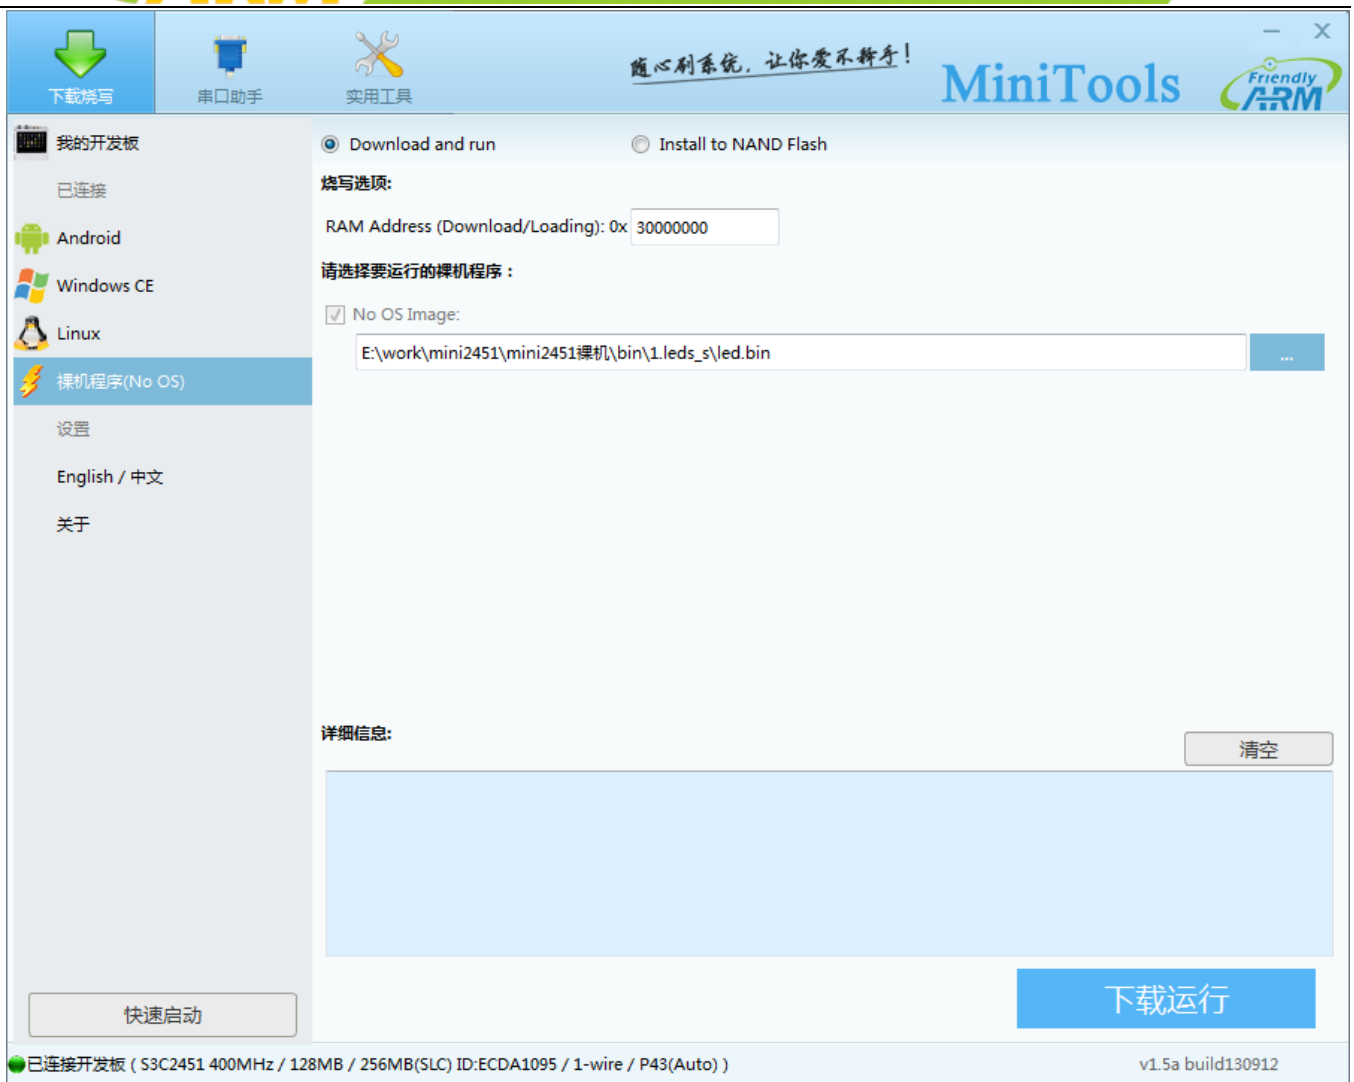 ARM
下载烧写
串口助手
实用工具
随心刷系统, 让你爱不释手!
MiniTools
Friendly
ARM
我的开发板
已连接
Android
Windows CE
Linux
裸机程序(No OS)
设置
English / 中文
关于
快速启动
Download and run
Install to NAND Flash
烧写选项:
RAM Address (Download/Loading): 0x 30000000
请选择要运行的裸机程序：
No OS Image:
E:\work\mini2451\mini2451裸机\bin\1.leds_s\led.bin
...
详细信息:
清空
下载运行
已连接开发板 ( S3C2451 400MHz / 128MB / 256MB(SLC) ID:ECDA1095 / 1-wire / P43(Auto) )
v1.5a build130912